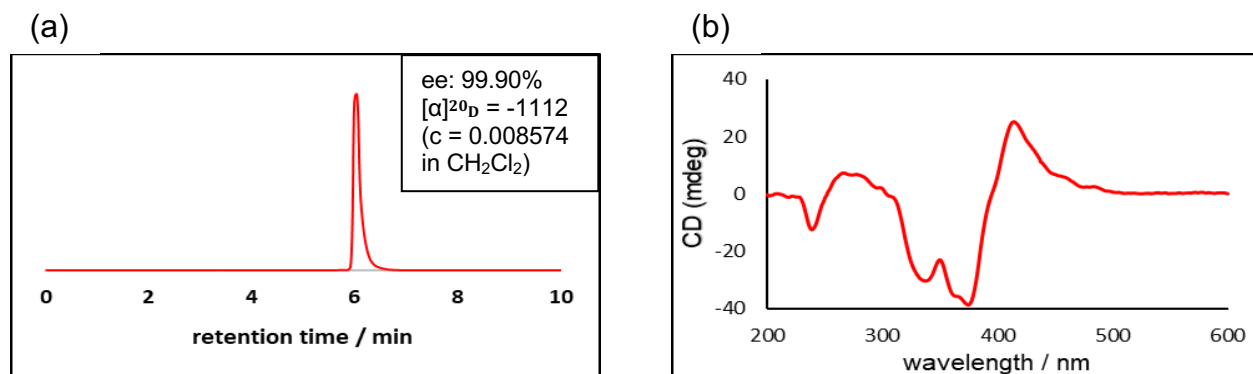 (a)
ee: 99.90%
[α]²⁰D = -1112
(c = 0.008574
in CH₂Cl₂)
0 2 4 6 8 10
retention time / min
(b)
40
20
0
-20
-40
CD (mdeg)
200 300 400 500 600
wavelength / nm